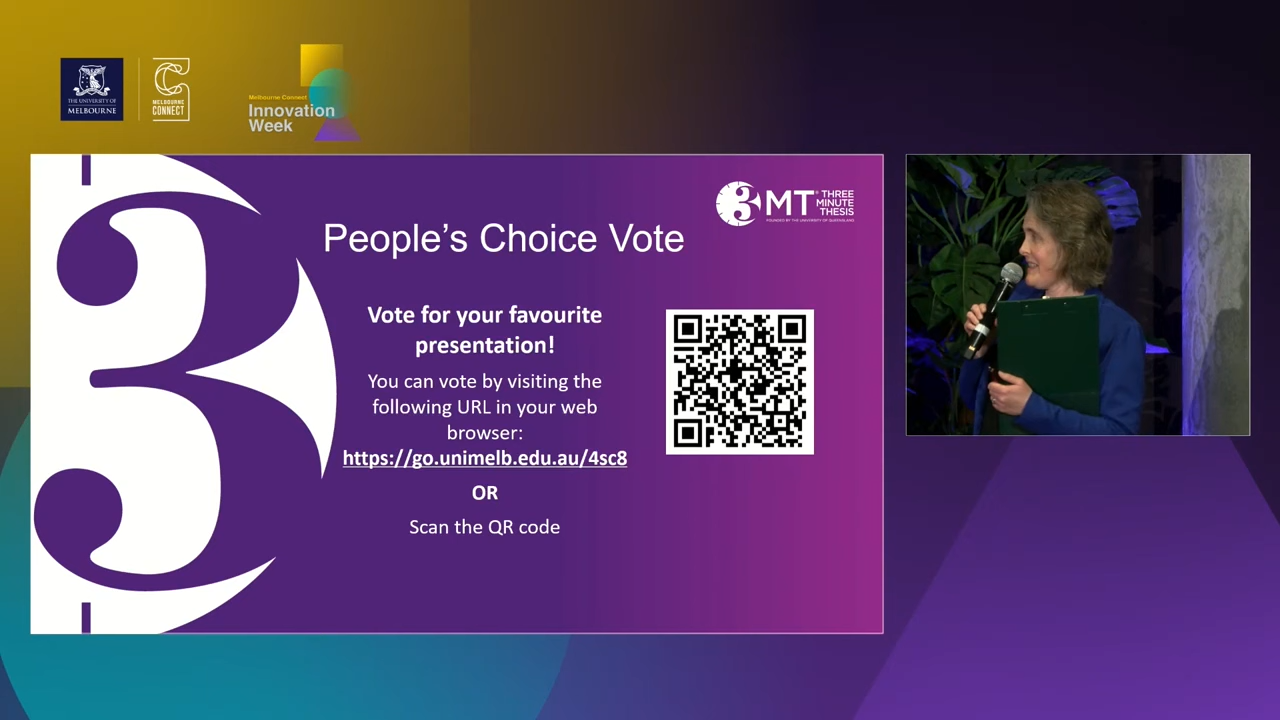 THE UNIVERSITY OF
MELBOURNE
MELBOURNE
CONNECT
Melbourne Connect
Innovation
Week
3MT® THREE
MINUTE
THESIS
FOUNDED BY THE UNIVERSITY OF QUEENSLAND
People's Choice Vote
Vote for your favourite
presentation!
You can vote by visiting the
following URL in your web
browser:
https://go.unimelb.edu.au/4sc8
OR
Scan the QR code
3